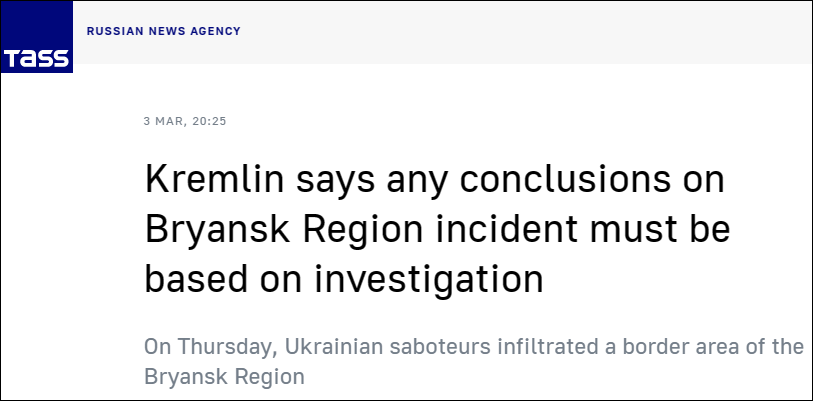 TASS
RUSSIAN NEWS AGENCY
3 MAR, 20:25
Kremlin says any conclusions on
Bryansk Region incident must be
based on investigation
On Thursday, Ukrainian saboteurs infiltrated a border area of the
Bryansk Region